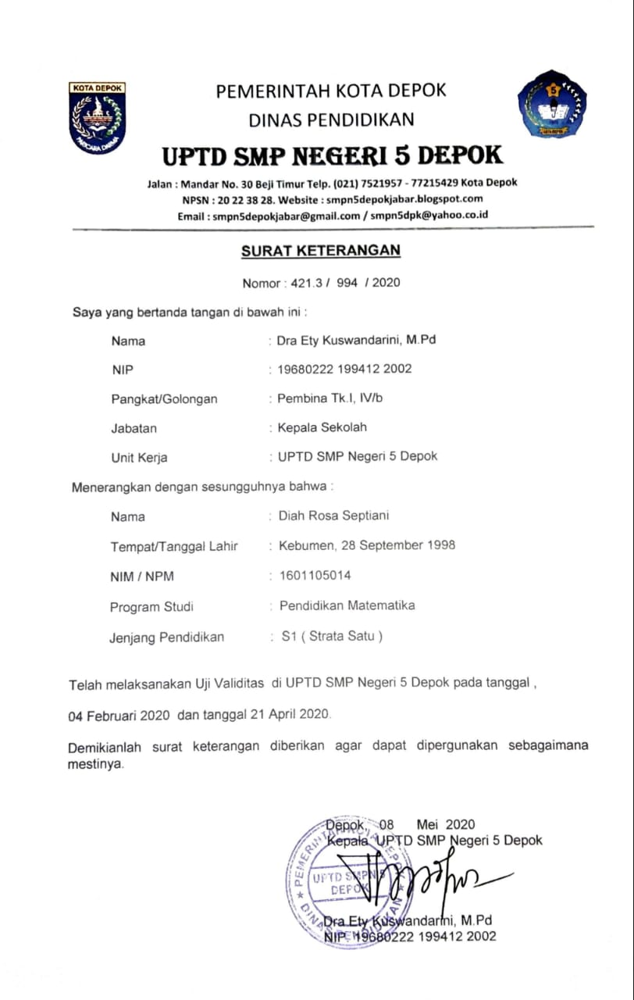 KOTA DEPOK
PARICARA DARMA
5
PEMERINTAH KOTA DEPOK
DINAS PENDIDIKAN
UPTD SMP NEGERI 5 DEPOK
Jalan : Mandar No. 30 Beji Timur Telp. (021) 7521957 - 77215429 Kota Depok
NPSN : 20 22 38 28. Website : smpn5depokjabar.blogspot.com
Email : smpn5depokjabar@gmail.com / smpn5dpk@yahoo.co.id
SURAT KETERANGAN
Nomor : 421.3 / 994 / 2020
Saya yang bertanda tangan di bawah ini :
Nama : Dra Ety Kuswandarini, M.Pd
NIP : 19680222 199412 2002
Pangkat/Golongan : Pembina Tk.I, IV/b
Jabatan : Kepala Sekolah
Unit Kerja : UPTD SMP Negeri 5 Depok
Menerangkan dengan sesungguhnya bahwa :
Nama : Diah Rosa Septiani
Tempat/Tanggal Lahir : Kebumen, 28 September 1998
NIM / NPM : 1601105014
Program Studi : Pendidikan Matematika
Jenjang Pendidikan : S1 ( Strata Satu )
Telah melaksanakan Uji Validitas di UPTD SMP Negeri 5 Depok pada tanggal ,
04 Februari 2020 dan tanggal 21 April 2020.
Demikianlah surat keterangan diberikan agar dapat dipergunakan sebagaimana
mestinya.
Depok, 08 Mei 2020
Kepala UPTD SMP Negeri 5 Depok
PEMERINTAH KOTA DEPOK
UPTD SMPN 5
DEPOK
DINAS PENDIDIKAN
Dra Ety Kuswandarini, M.Pd
NIP. 19680222 199412 2002